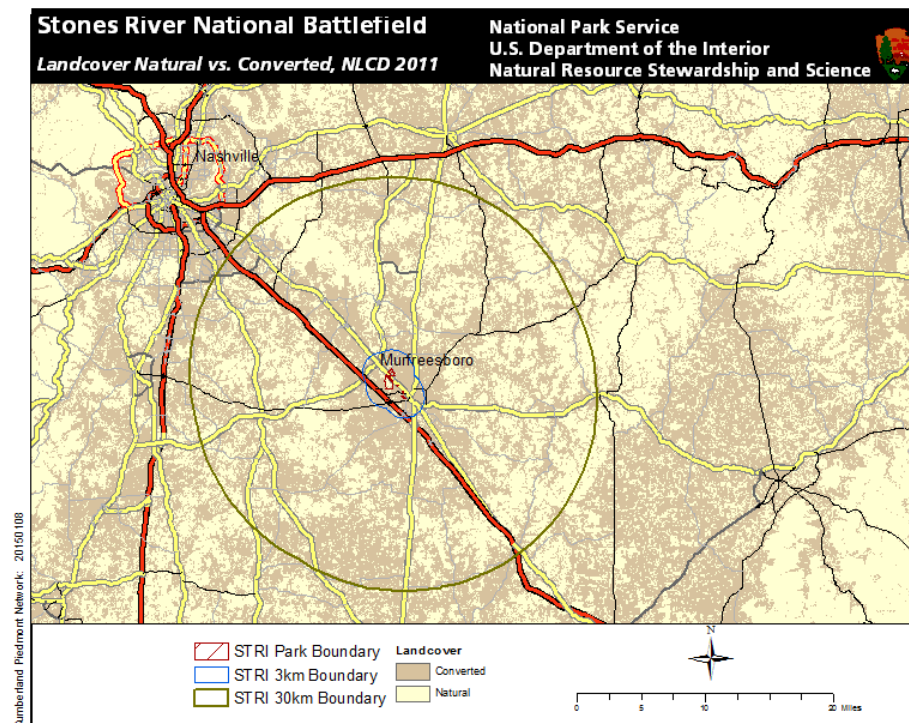 Stones River National Battlefield
Landcover Natural vs. Converted, NLCD 2011
National Park Service
U.S. Department of the Interior
Natural Resource Stewardship and Science
Nashville
Murfreesboro
Cumberland Piedmont Network: 20150108
STRI Park Boundary
STRI 3km Boundary
STRI 30km Boundary
Landcover
Converted
Natural
N
0 5 10 20 Miles